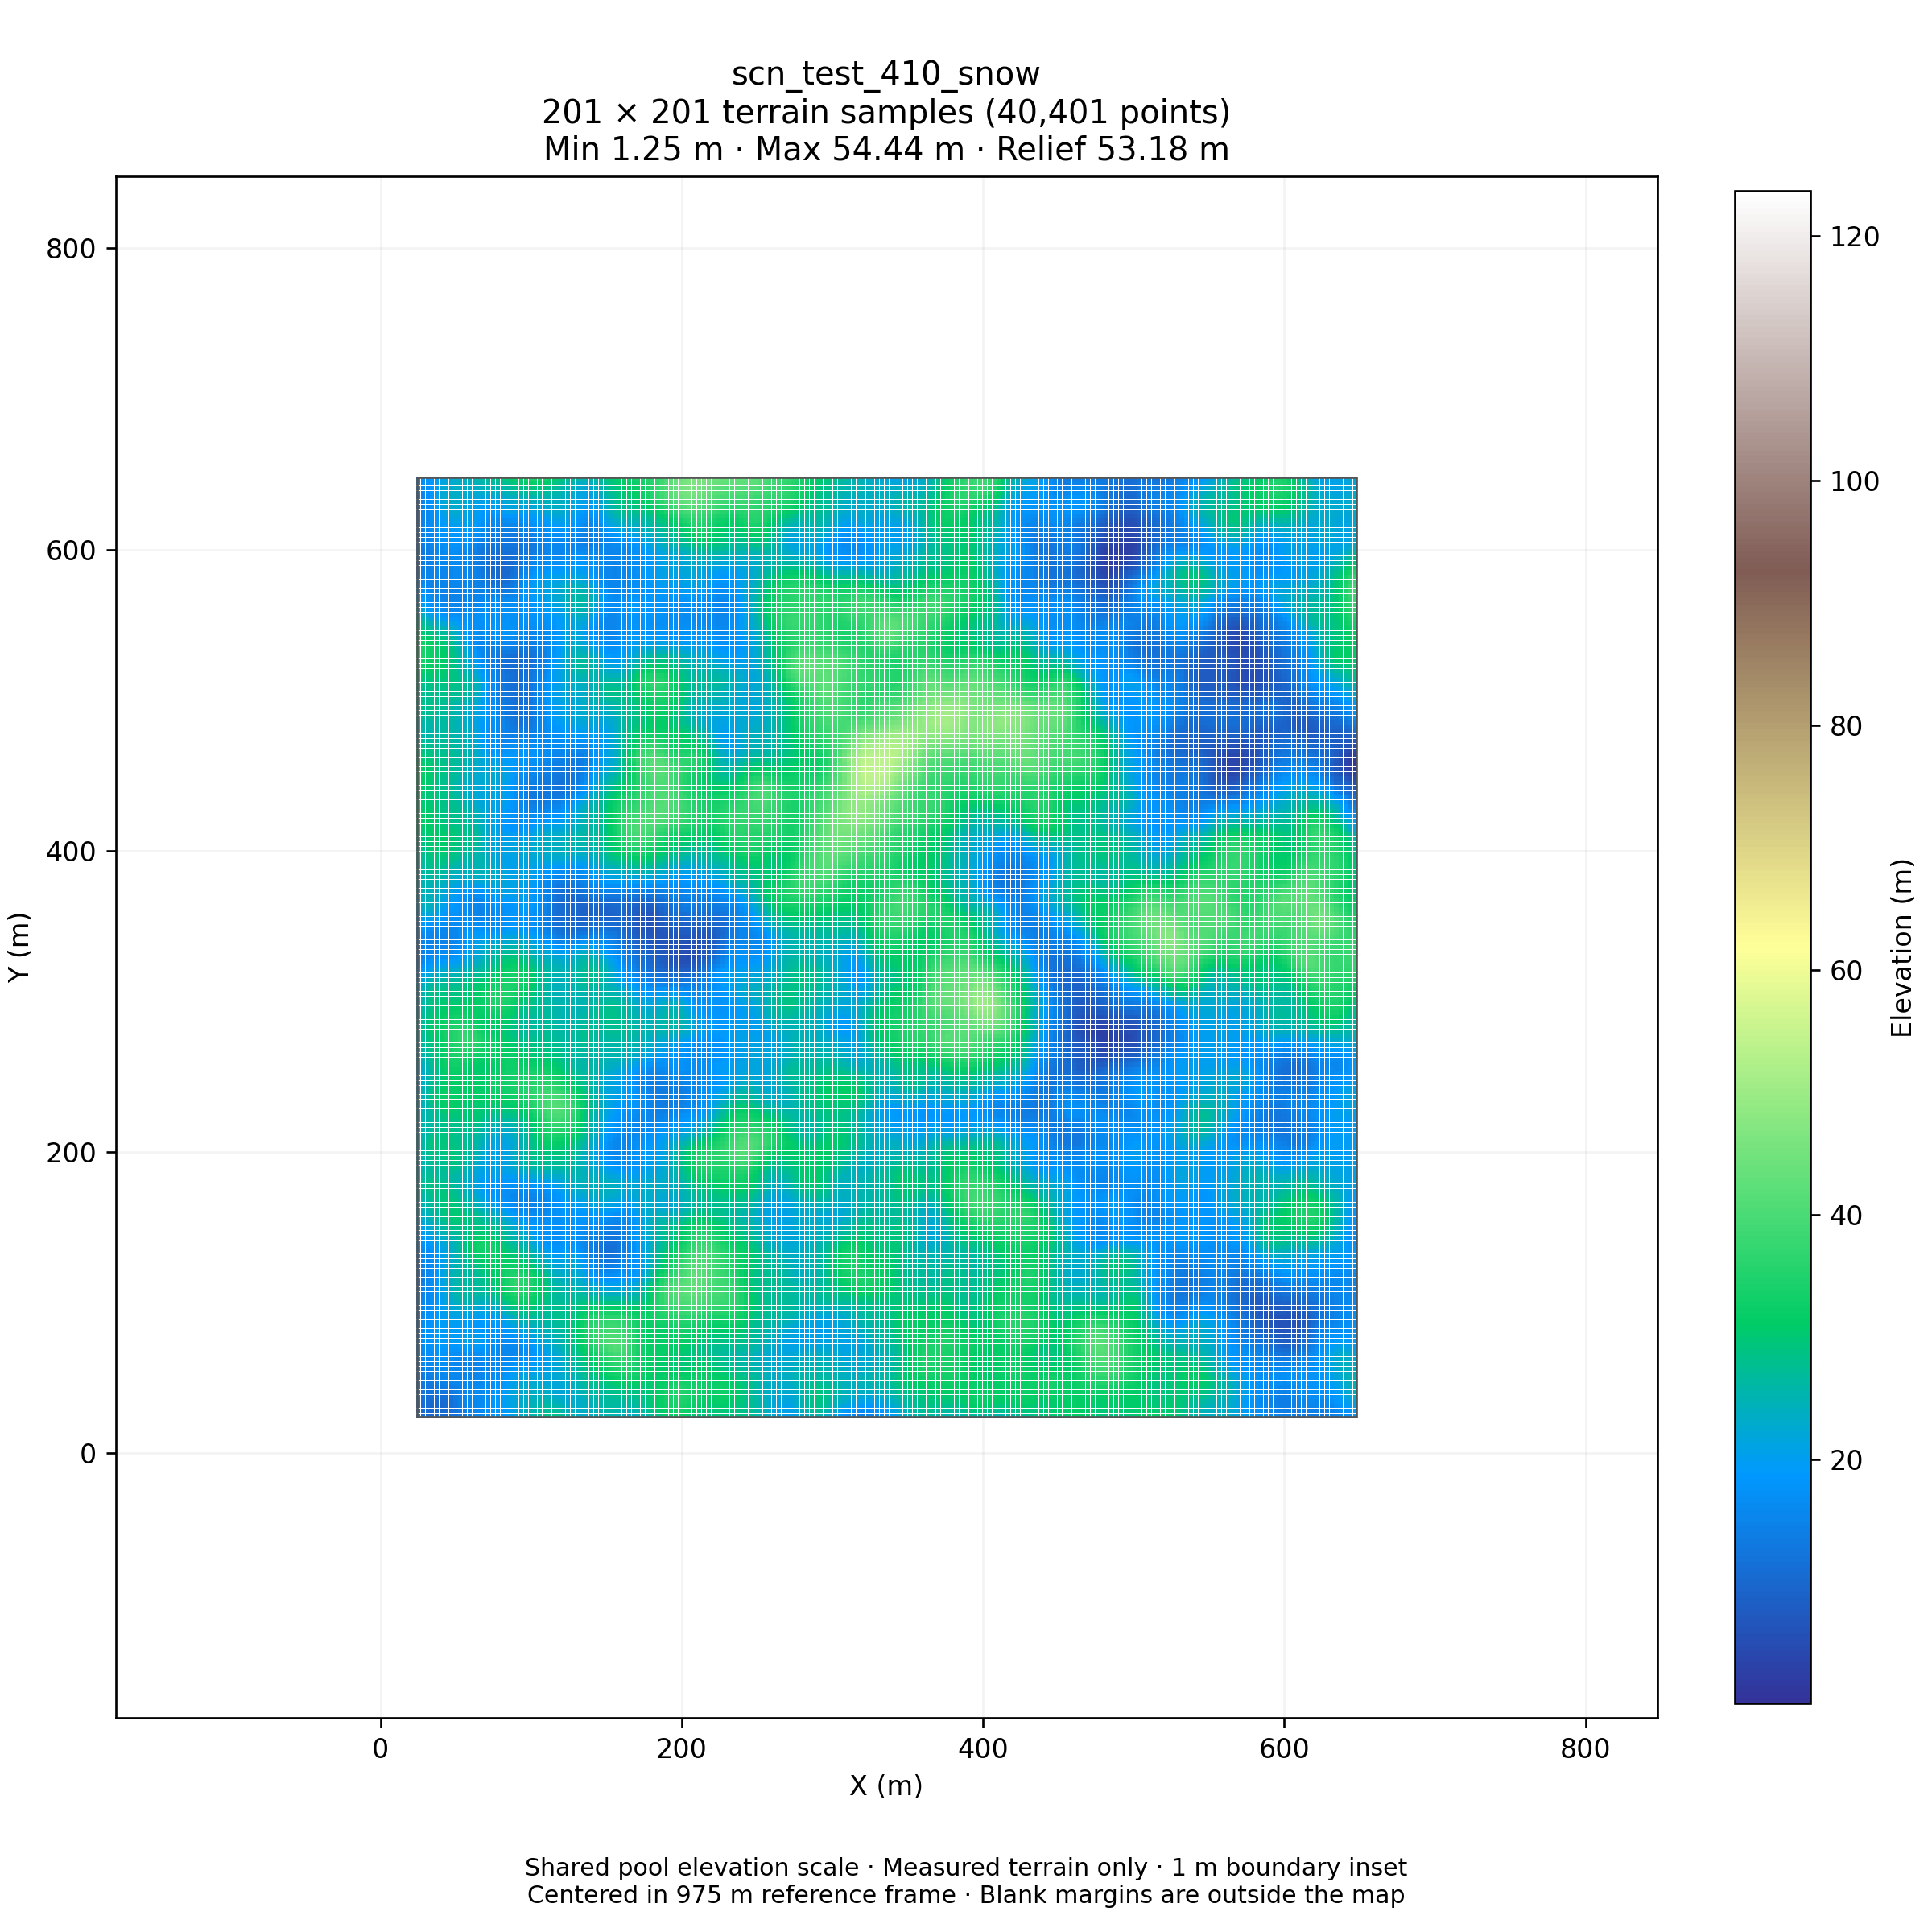 scn_test_410_snow
201 × 201 terrain samples (40,401 points)
Min 1.25 m · Max 54.44 m · Relief 53.18 m
800
600
400
200
0
Y (m)
0
200
400
600
800
X (m)
120
100
80
60
40
20
Elevation (m)
Shared pool elevation scale · Measured terrain only · 1 m boundary inset
Centered in 975 m reference frame · Blank margins are outside the map